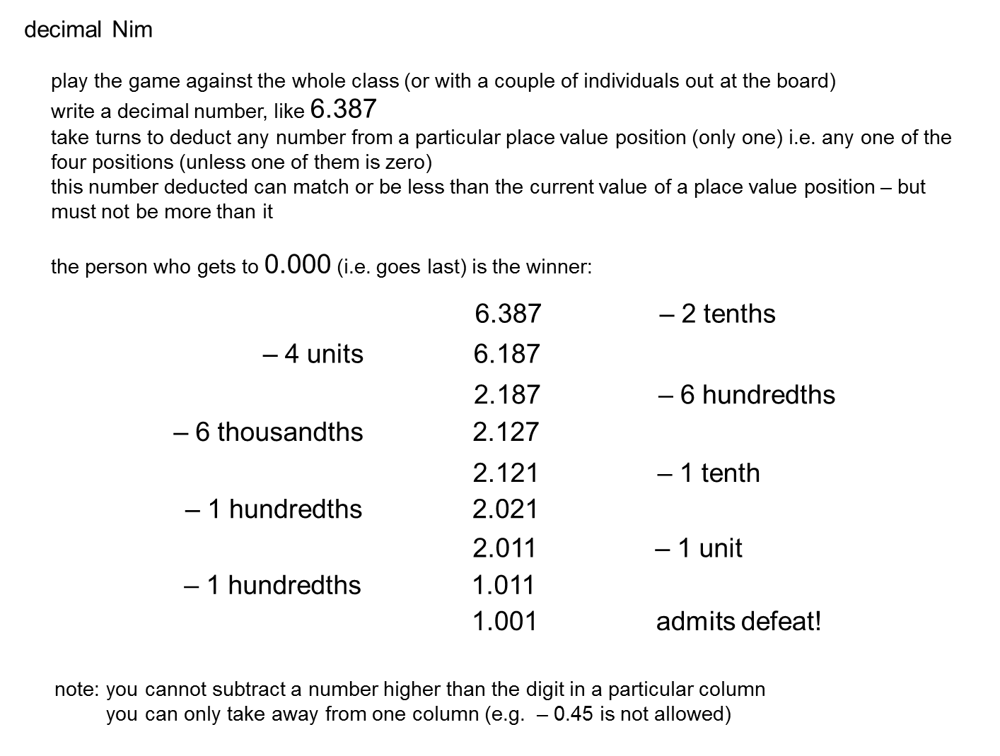 decimal Nim
play the game against the whole class (or with a couple of individuals out at the board)
write a decimal number, like 6.387
take turns to deduct any number from a particular place value position (only one) i.e. any one of the
four positions (unless one of them is zero)
this number deducted can match or be less than the current value of a place value position – but
must not be more than it
the person who gets to 0.000 (i.e. goes last) is the winner:
6.387 – 2 tenths
– 4 units 6.187
2.187 – 6 hundredths
– 6 thousandths 2.127
2.121 – 1 tenth
– 1 hundredths 2.021
2.011 – 1 unit
– 1 hundredths 1.011
1.001 admits defeat!
note: you cannot subtract a number higher than the digit in a particular column
you can only take away from one column (e.g. – 0.45 is not allowed)